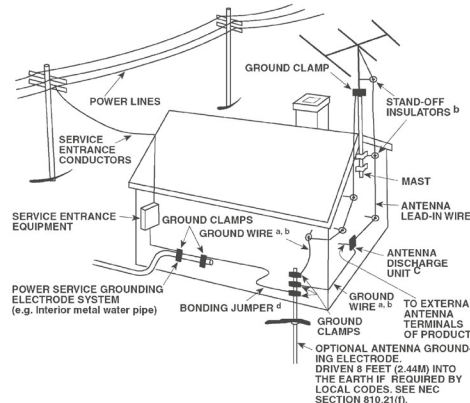 GROUND CLAMP
POWER LINES
STAND-OFF
INSULATORS b
SERVICE
ENTRANCE
CONDUCTORS
MAST
ANTENNA
LEAD-IN WIRE
SERVICE ENTRANCE
EQUIPMENT
GROUND CLAMPS
GROUND WIRE a, b
ANTENNA
DISCHARGE
UNIT C
POWER SERVICE GROUNDING
ELECTRODE SYSTEM
(e.g. Interior metal water pipe)
BONDING JUMPER d
GROUND
WIRE a, b
TO EXTERNA
ANTENNA
TERMINALS
OF PRODUCT
GROUND
CLAMPS
OPTIONAL ANTENNA GROUND-
ING ELECTRODE.
DRIVEN 8 FEET (2.44M) INTO
THE EARTH IF REQUIRED BY
LOCAL CODES. SEE NEC
SECTION 810.21(f).